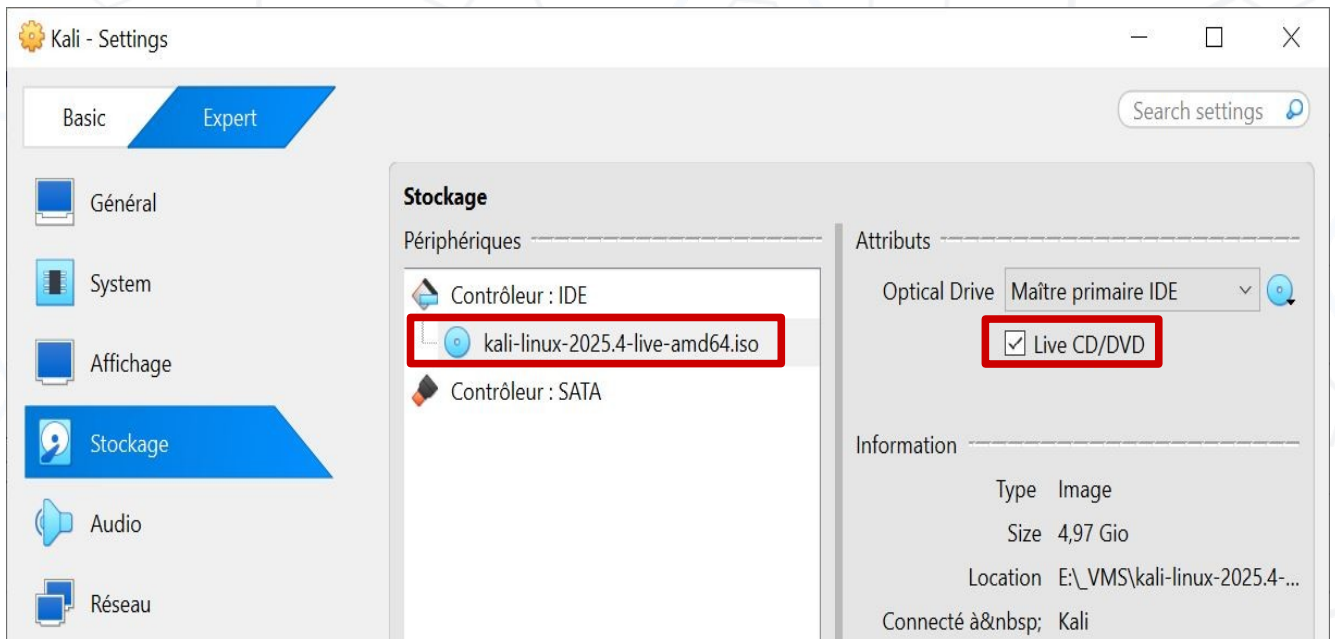 Kali - Settings
Basic
Expert
Search settings
Général
System
Affichage
Stockage
Audio
Réseau
Stockage
Périphériques
Contrôleur : IDE
kali-linux-2025.4-live-amd64.iso
Contrôleur : SATA
Attributs
Optical Drive Maître primaire IDE
Live CD/DVD
Information
Type Image
Size 4,97 Gio
Location E:\_VMS\kali-linux-2025.4-...
Connecté à&nbsp; Kali